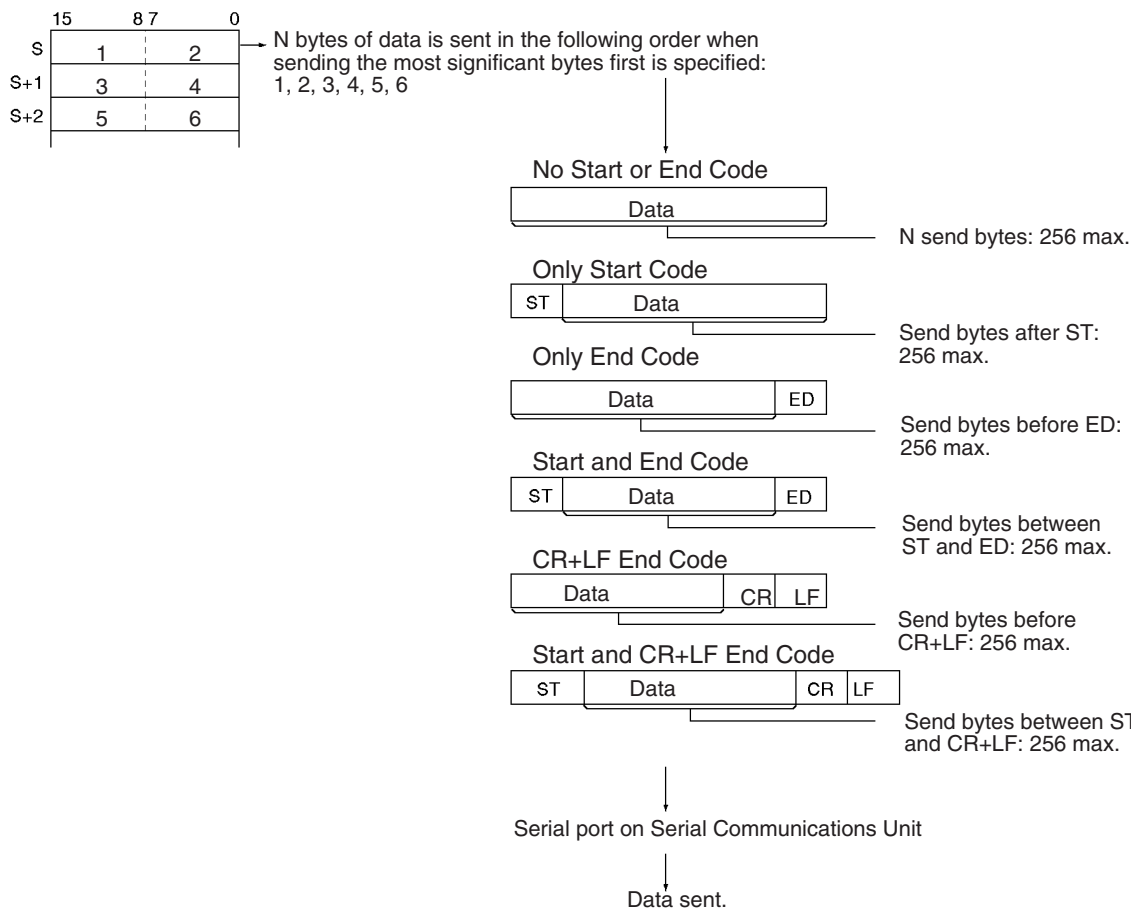 15 8 7 0
S 1 2
S+1 3 4
S+2 5 6
N bytes of data is sent in the following order when
sending the most significant bytes first is specified:
1, 2, 3, 4, 5, 6
No Start or End Code
Data
N send bytes: 256 max.
Only Start Code
ST Data
Send bytes after ST:
256 max.
Only End Code
Data ED
Send bytes before ED:
256 max.
Start and End Code
ST Data ED
Send bytes between
ST and ED: 256 max.
CR+LF End Code
Data CR LF
Send bytes before
CR+LF: 256 max.
Start and CR+LF End Code
ST Data CR LF
Send bytes between ST
and CR+LF: 256 max.
Serial port on Serial Communications Unit
Data sent.